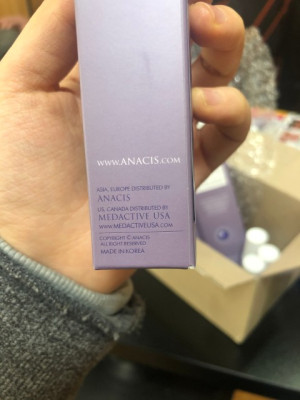 WWW.ANACIS.COM
ASIA, EUROPE DISTRIBUTED BY
ANACIS
US, CANADA DISTRIBUTED BY
MEDACTIVE USA
WWW.MEDACTIVEUSA.COM
COPYRIGHT © ANACIS
ALL RIGHT RESERVED.
MADE IN KOREA